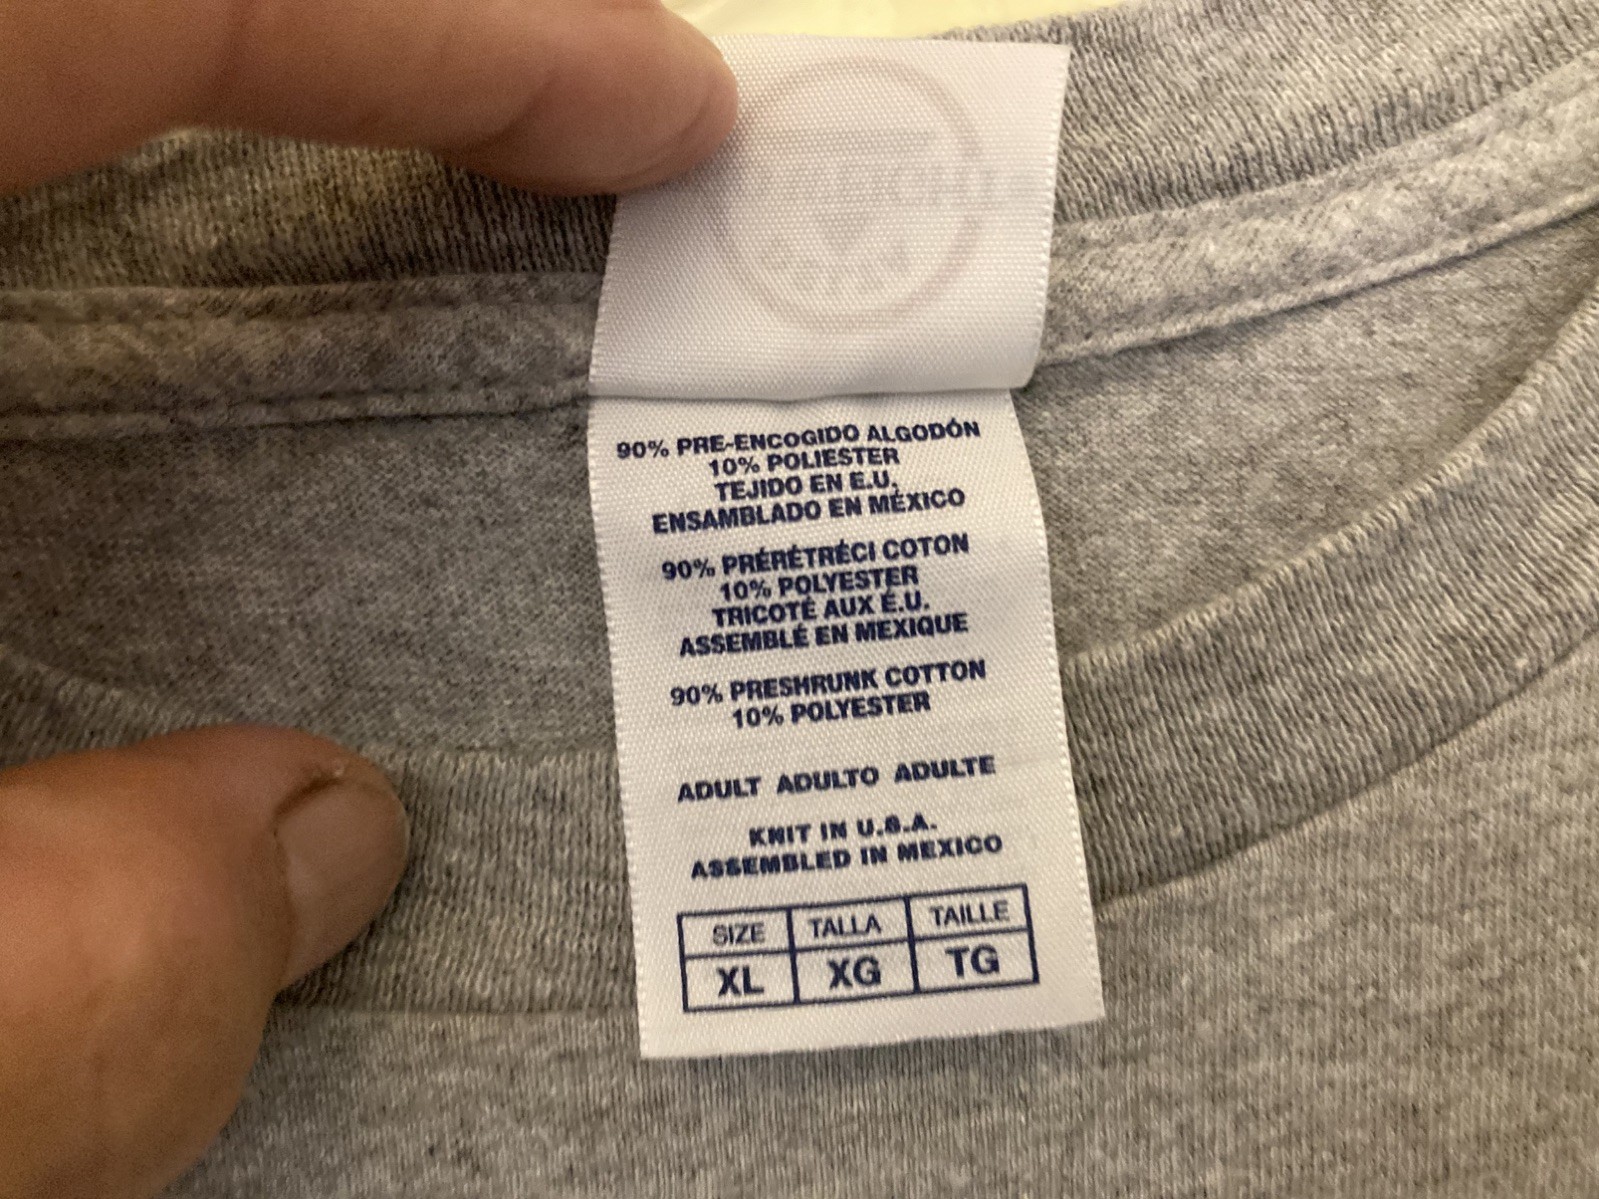 90% PRE-ENCOGIDO ALGODÓN
10% POLIESTER
TEJIDO EN E.U.
ENSAMBLADO EN MÉXICO
90% PRÉRÉTRÉCI COTON
10% POLYESTER
TRICOTÉ AUX É.U.
ASSEMBLÉ EN MEXIQUE
90% PRESHRUNK COTTON
10% POLYESTER
ADULT ADULTO ADULTE
KNIT IN U.S.A.
ASSEMBLED IN MEXICO
SIZE TALLA TAILLE
XL XG TG